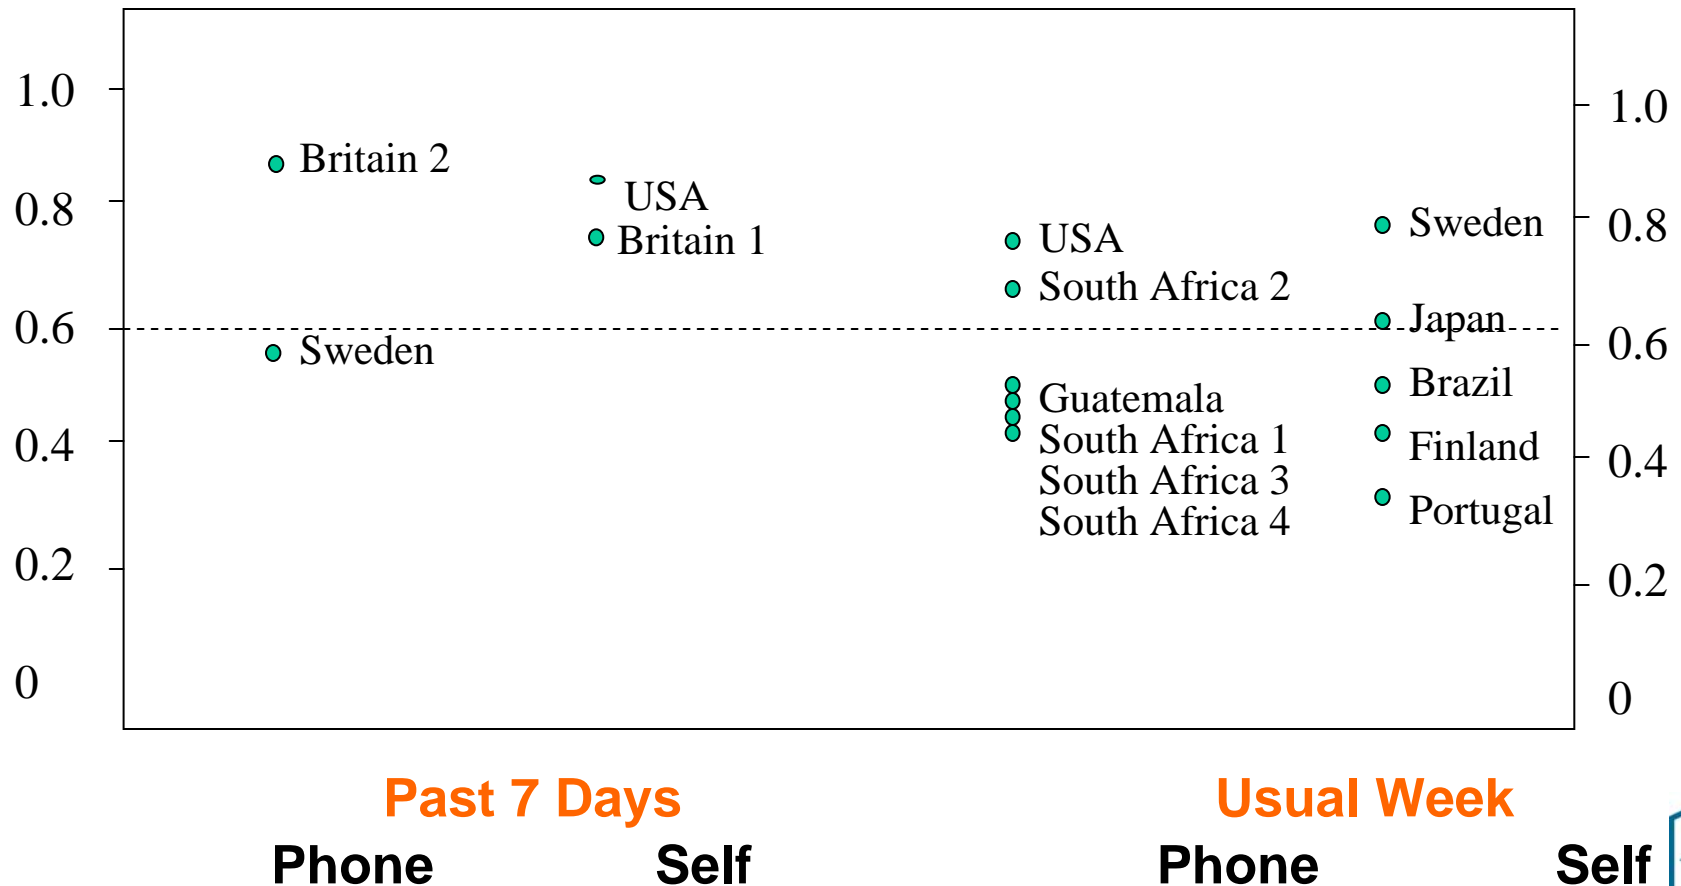 1.0
1.0
Britain 2
USA
0.8
Sweden
0.8
Britain 1
USA
South Africa 2
0.6
Japan
0.6
Sweden
Brazil
Guatemala
0.4
South Africa 1
Finland
0.4
South Africa 3
Portugal
South Africa 4
0.2
0.2
0
0
Past 7 Days Usual Week
Phone Self Phone Self